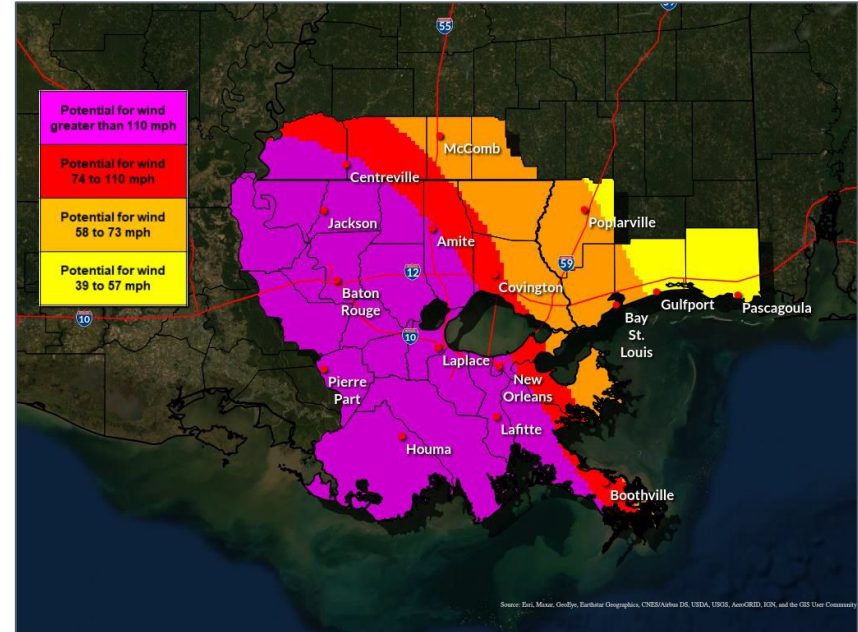 55
59
Potential for wind
greater than 110 mph
Potential for wind
74 to 110 mph
Potential for wind
58 to 73 mph
Potential for wind
39 to 57 mph
McComb
Centreville
Jackson
Poplarville
Amite
59
12
Covington
Baton
Rouge
Gulfport
Pascagoula
10
Bay
St.
Louis
10
Laplace
New
Orleans
Pierre
Part
Lafitte
Houma
Boothville
Source: Esri, Maxar, GeoEye, Earthstar Geographics, CNES/Airbus DS, USDA, USGS, AeroGRID, IGN, and the GIS User Community